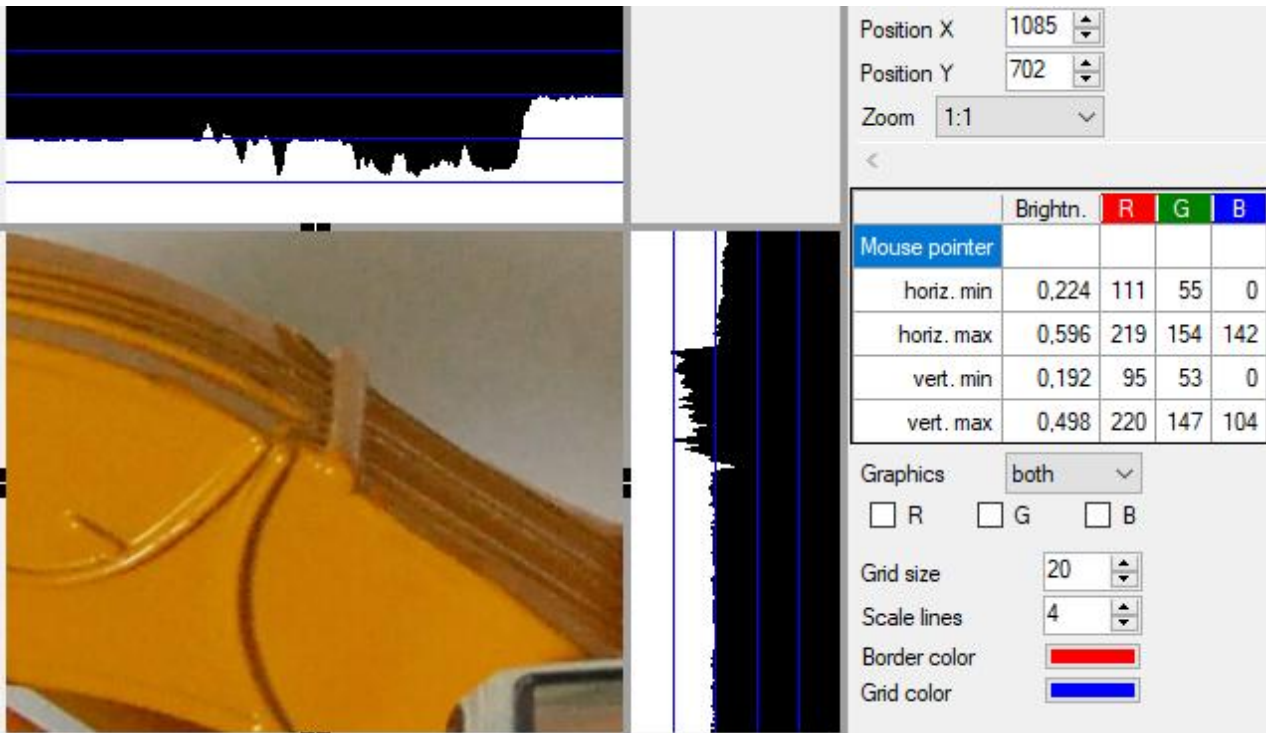 Position X 1085
Position Y 702
Zoom 1:1
<
Brightn. R G B
Mouse pointer
horiz. min 0,224 111 55 0
horiz. max 0,596 219 154 142
vert. min 0,192 95 53 0
vert. max 0,498 220 147 104
Graphics both
R G B
Grid size 20
Scale lines 4
Border color
Grid color